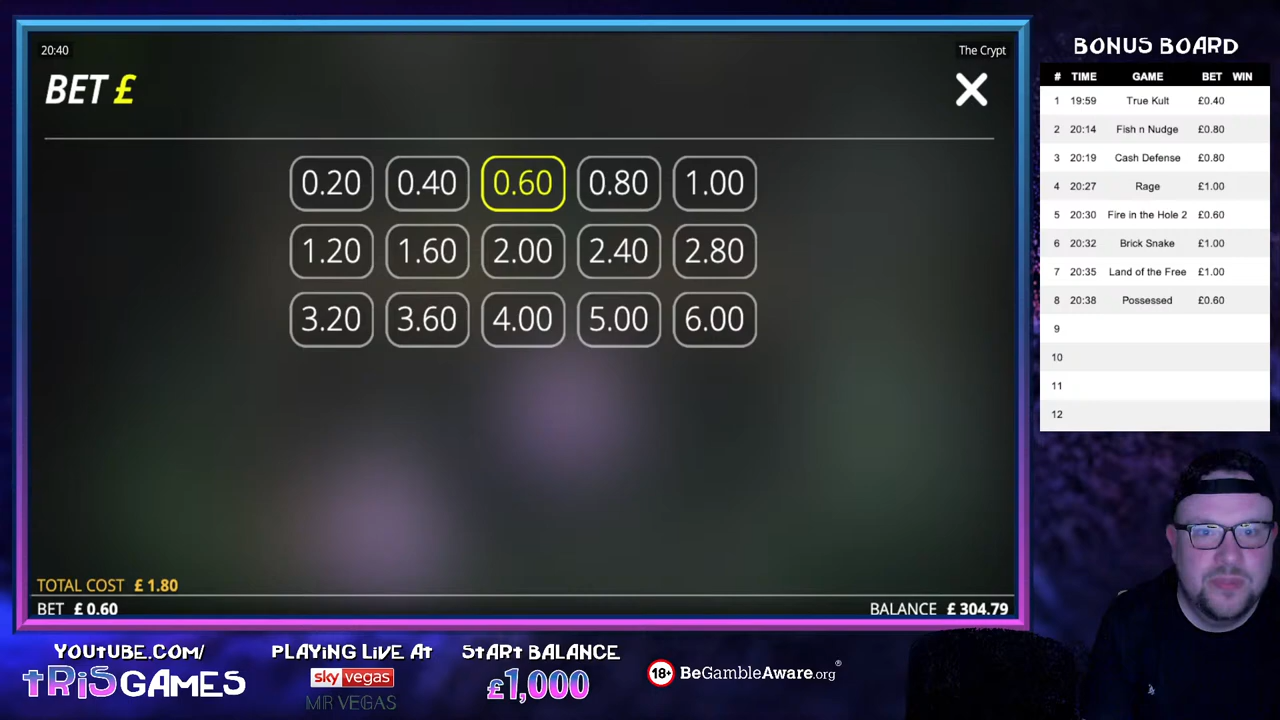 20:40
The Crypt
BET £
0.20 0.40 0.60 0.80 1.00
1.20 1.60 2.00 2.40 2.80
3.20 3.60 4.00 5.00 6.00
TOTAL COST £ 1.80
BET £ 0.60
BALANCE £ 304.79
BONUS BOARD
# TIME GAME BET WIN
1 19:59 True Kult £0.40
2 20:14 Fish n Nudge £0.80
3 20:19 Cash Defense £0.80
4 20:27 Rage £1.00
5 20:30 Fire in the Hole 2 £0.60
6 20:32 Brick Snake £1.00
7 20:35 Land of the Free £1.00
8 20:38 Possessed £0.60
9
10
11
12
YOUTUBE.COM/
tRiSGAMES
PLAYING LIVE At
sky vegas
MR VEGAS
StARt BALANCE
£1,000
18+ BeGambleAware.org®